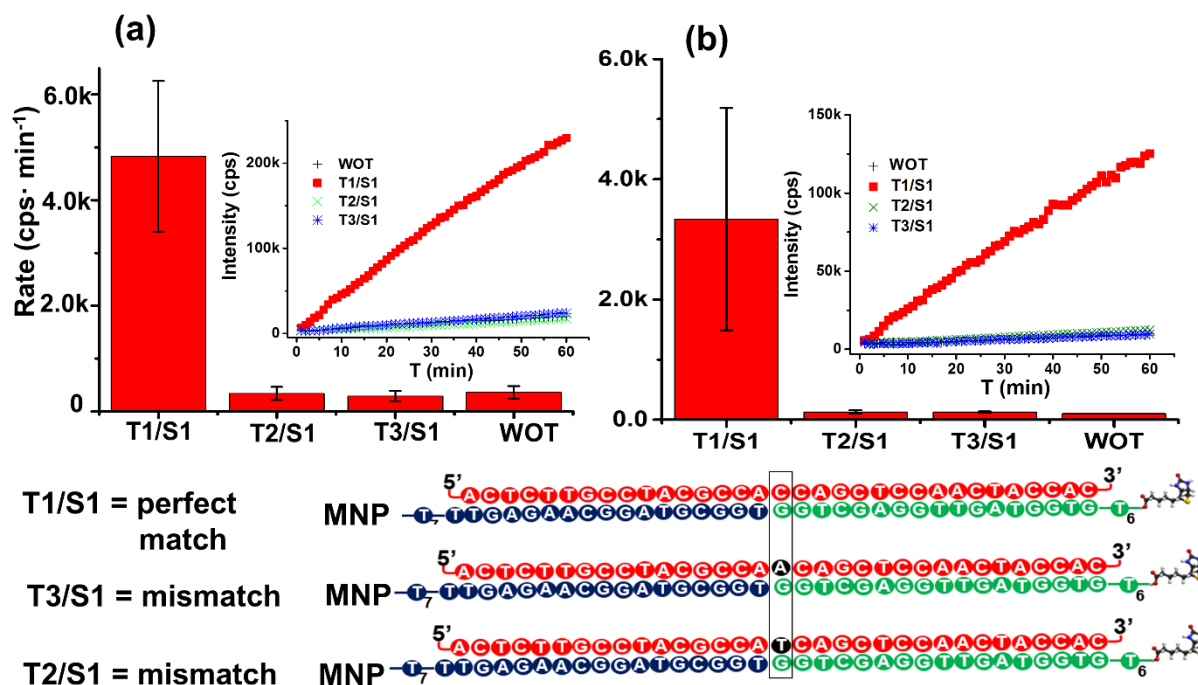 (a)
6.0k
4.0k
2.0k
0
Rate (cps· min⁻¹)
T1/S1
T2/S1
T3/S1
WOT
200k
100k
0
Intensity (cps)
WOT
T1/S1
T2/S1
T3/S1
0 10 20 30 40 50 60
T (min)
(b)
6.0k
4.0k
2.0k
0.0
T1/S1
T2/S1
T3/S1
WOT
150k
100k
50k
0
Intensity (cps)
WOT
T1/S1
T2/S1
T3/S1
0 10 20 30 40 50 60
T (min)
T1/S1 = perfect
match
5’ ACTCTTGCCTACGCCACCAGCTCCAACTACCAC 3’
MNP T7 TTGAGAACGGATGCGGTGGTCGAGGTTGATGGTG T6
T3/S1 = mismatch
5’ ACTCTTGCCTACGCCAACAGCTCCAACTACCAC 3’
MNP T7 TTGAGAACGGATGCGGTGGTCGAGGTTGATGGTG T6
T2/S1 = mismatch
5’ ACTCTTGCCTACGCCATCAGCTCCAACTACCAC 3’
MNP T7 TTGAGAACGGATGCGGTGGTCGAGGTTGATGGTG T6